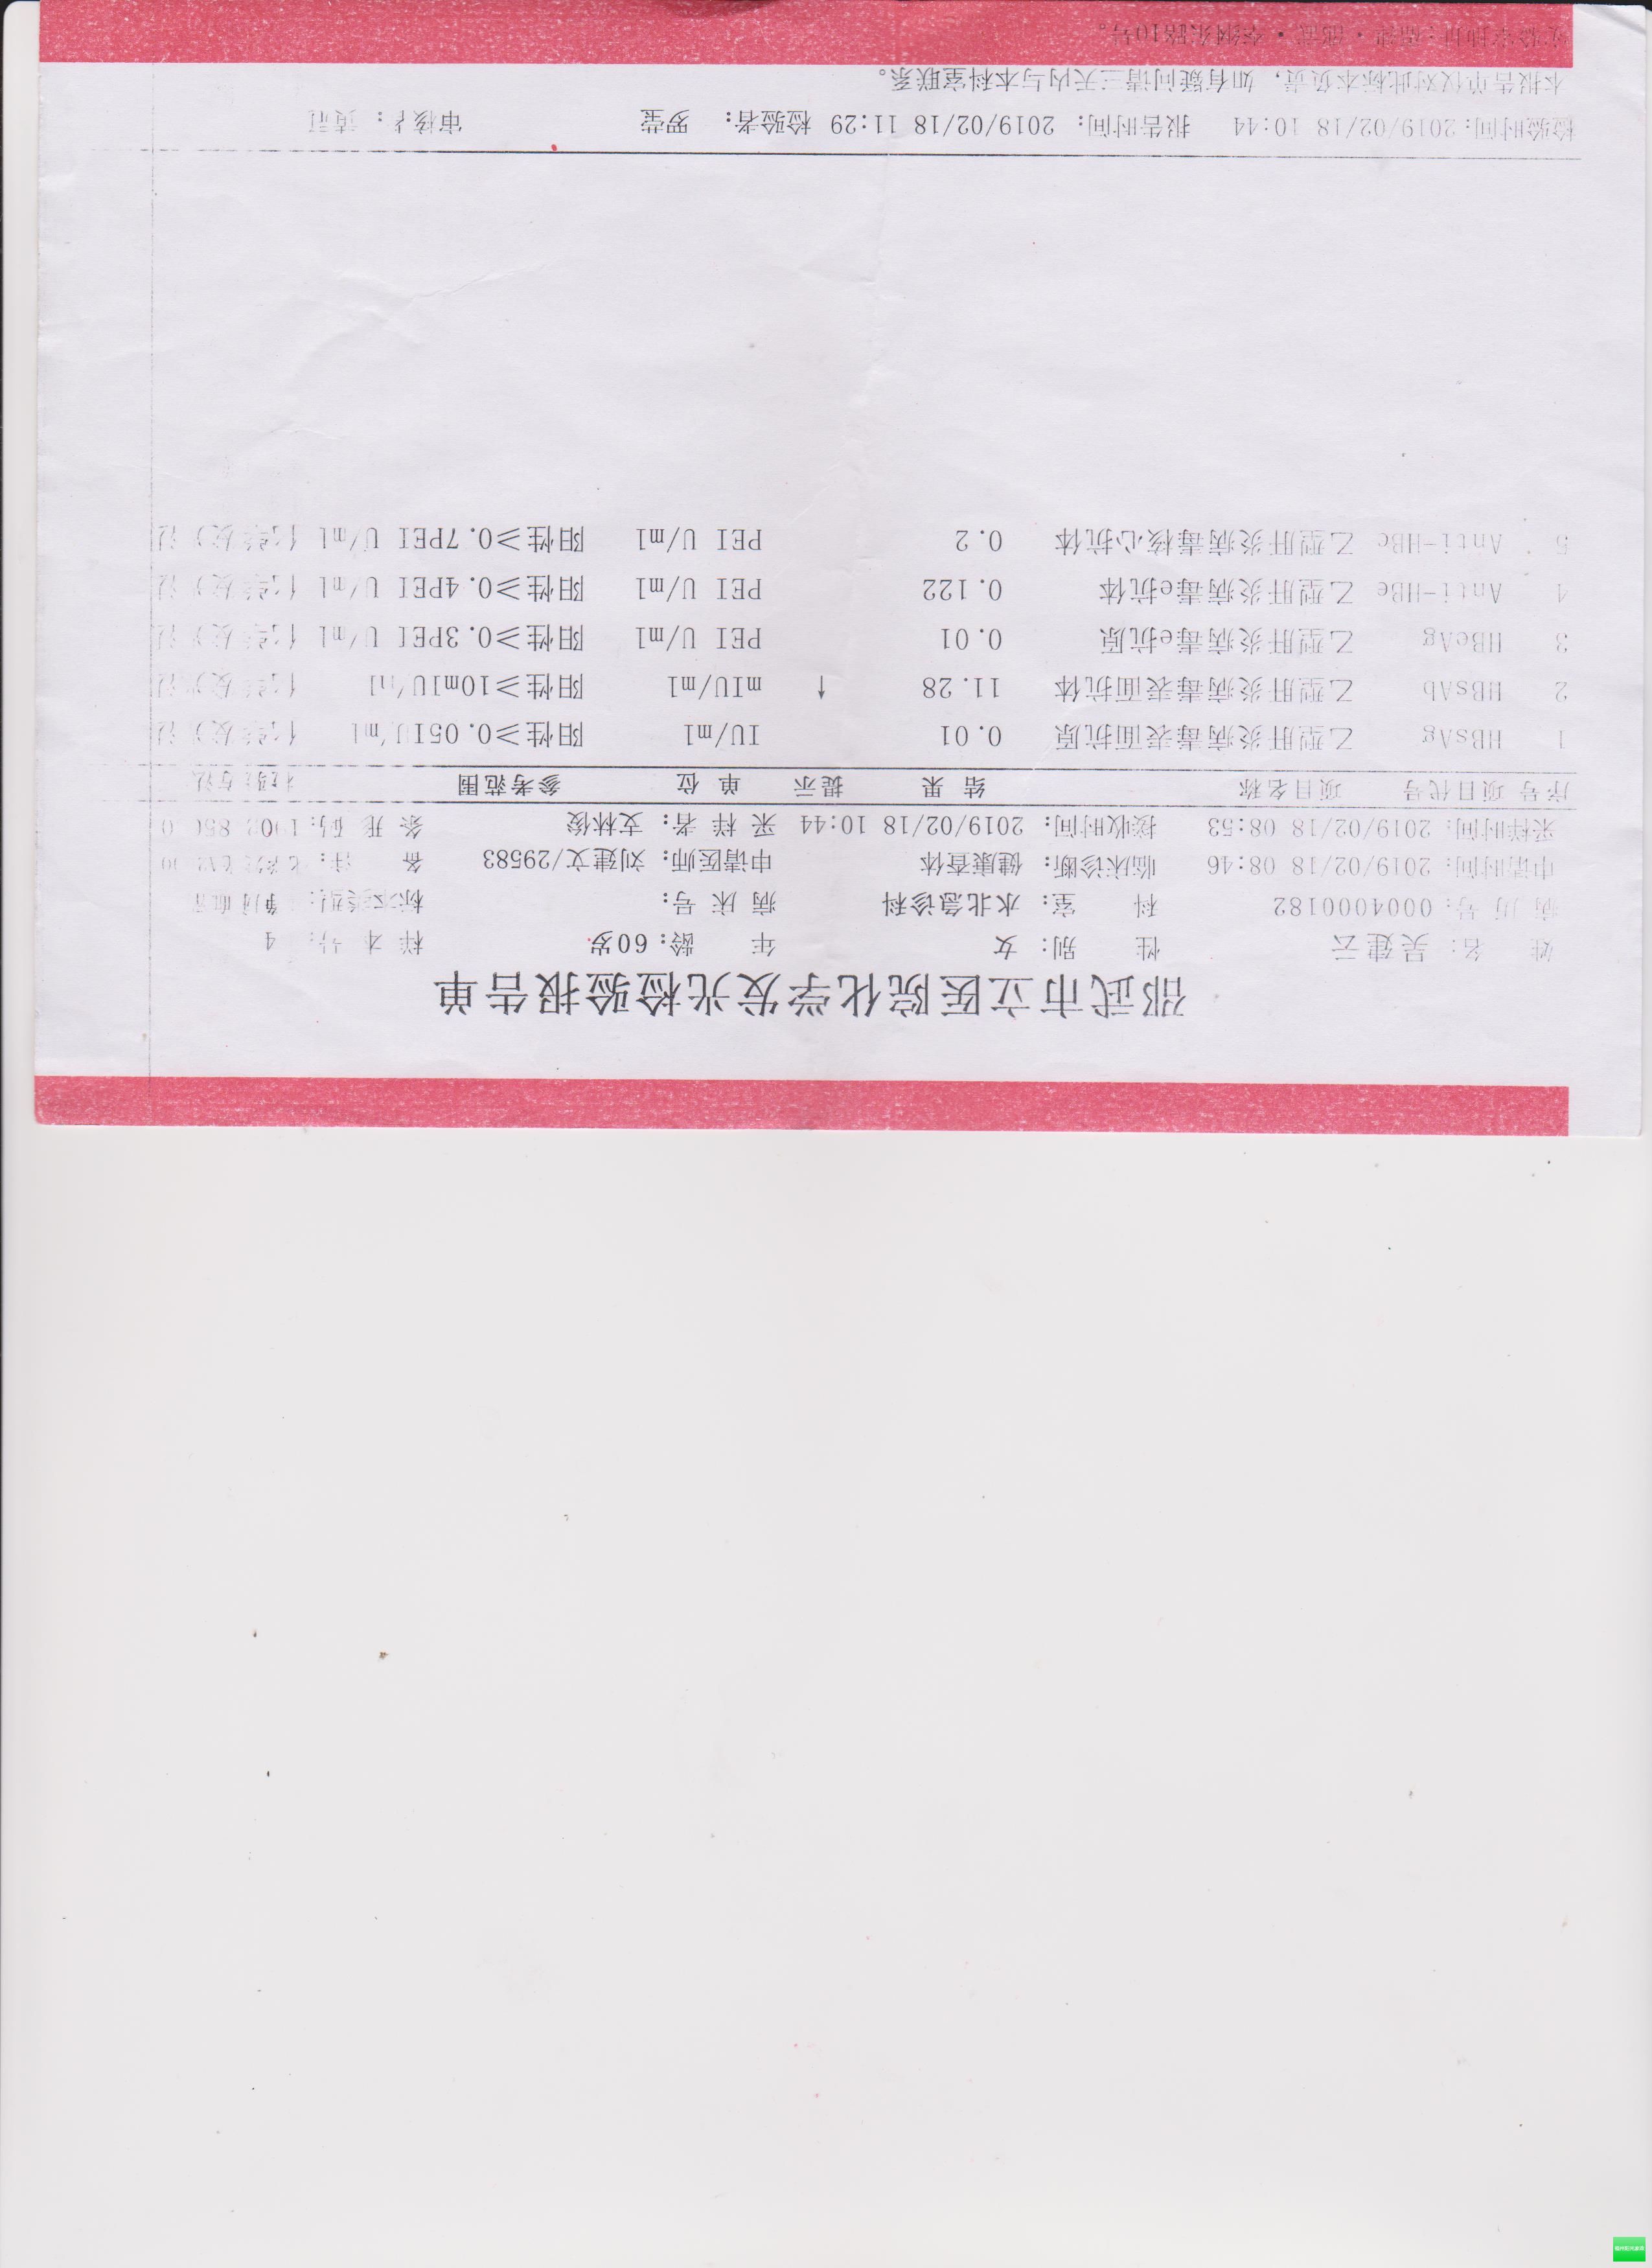 邵武市立医院化学发光检验报告单
姓 名: 吴建云 性 别: 女 年 龄: 60岁 样 本 号: 4
病 历 号: 0004000182 科 室: 水北急诊科 病 床 号:
申请时间: 2019/02/18 08:46 临床诊断: 健康查体 申请医师: 刘建文/29583 备 注:
采样时间: 2019/02/18 08:53 接收时间: 2019/02/18 10:44 采 样 者: 支林俊 条 形 码:
序号 项目代号 项目名称 结 果 提示 单 位 参考范围
1 HBsAg 乙型肝炎病毒表面抗原 0.01 IU/ml 阳性≥0.05IU/ml
2 HBsAb 乙型肝炎病毒表面抗体 11.28 ↑ mIU/ml 阳性≥10mIU/ml
3 HBeAg 乙型肝炎病毒e抗原 0.01 PEI U/ml 阳性≥0.3PEI U/ml
4 Anti-HBe 乙型肝炎病毒e抗体 0.122 PEI U/ml 阳性≥0.4PEI U/ml
5 Anti-HBc 乙型肝炎病毒核心抗体 0.2 PEI U/ml 阳性≥0.7PEI U/ml
检验时间: 2019/02/18 10:44 报告时间: 2019/02/18 11:29 检验者: 罗莹 审核
本报告单仅对此标本负责, 如有疑问请三天内与本科室联系。